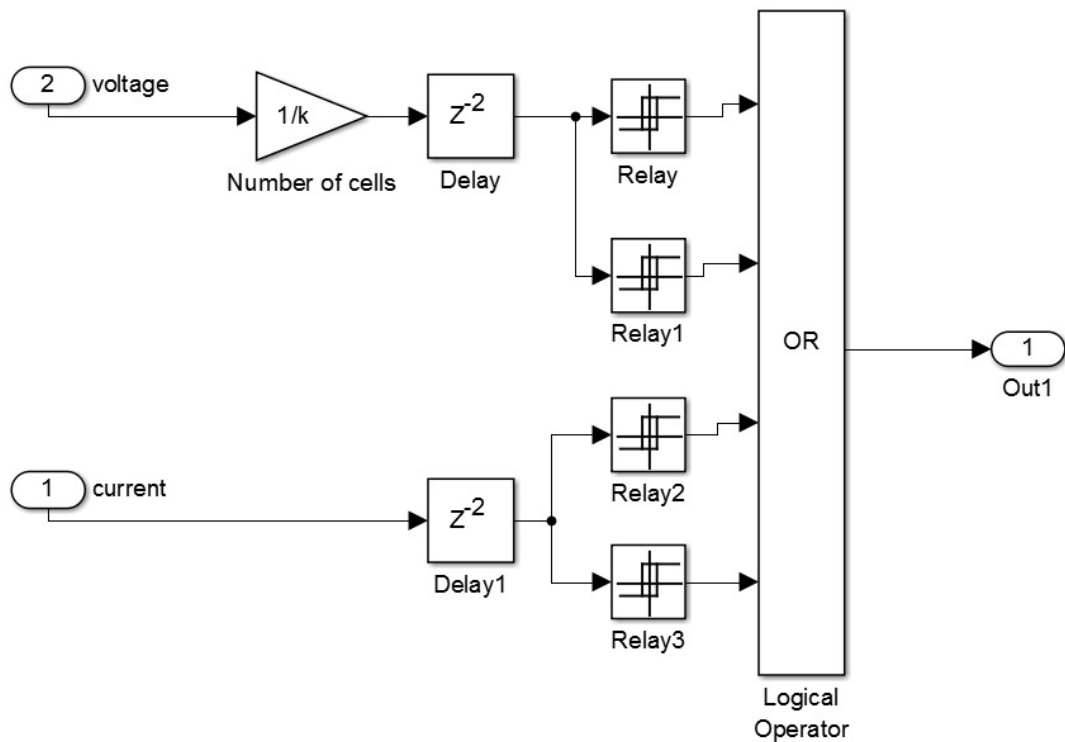 2
voltage
1/k
Number of cells
Z-2
Delay
Relay
Relay1
OR
1
Out1
Relay2
1
current
Z-2
Delay1
Relay3
Logical
Operator